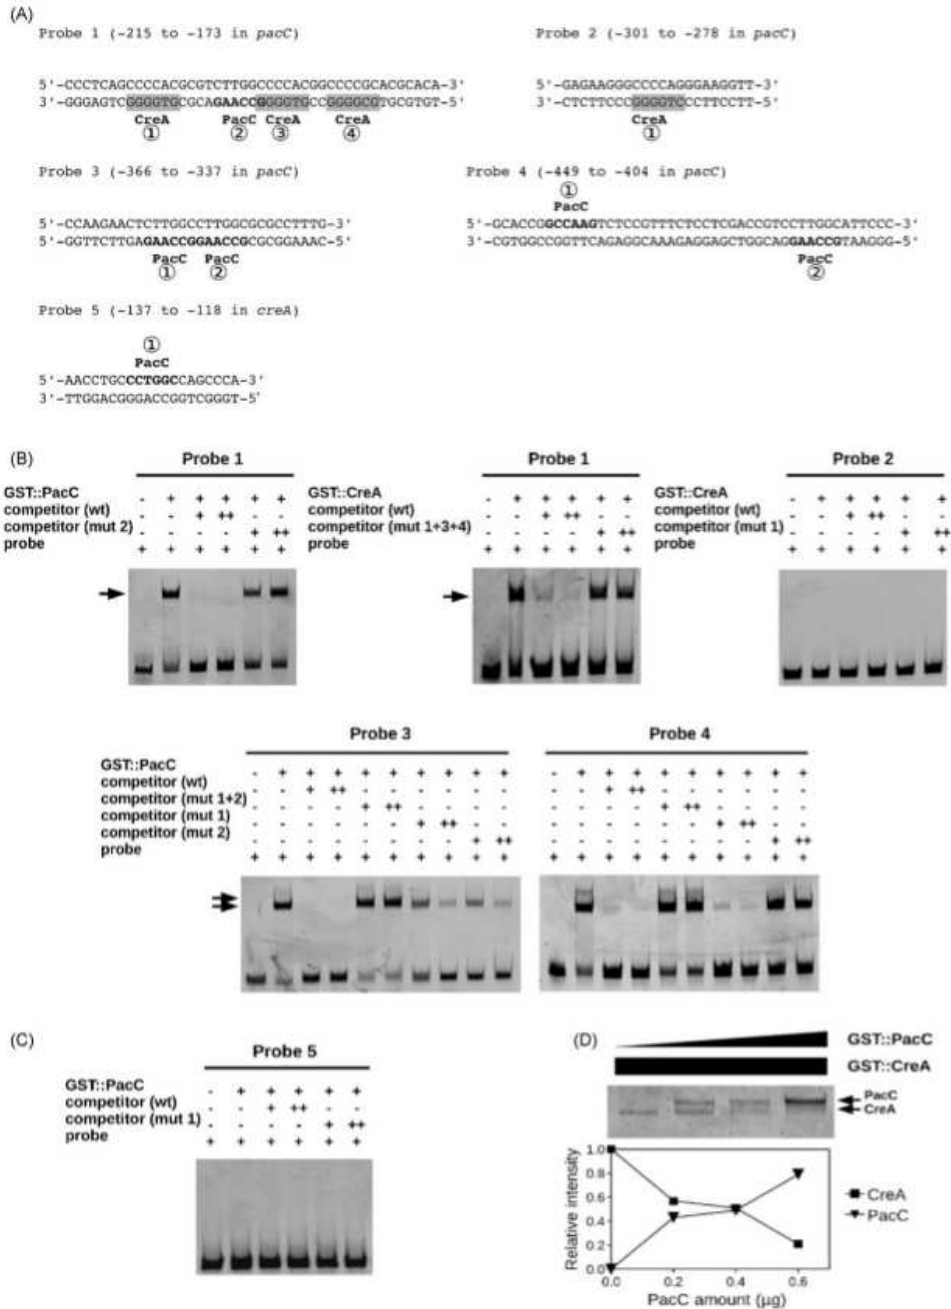 (A)
Probe 1 (-215 to -173 in pacC)
5'-CCCTCAGCCCCACGCGTCTTGGCCCCACGGCCCCGCACGCACA-3'
3'-GGGAGTCGGGGTGCGCAGAACCGGGGTGCCGGGGCGTGCGTGT-5'
CreA PacC CreA CreA
① ② ③ ④
Probe 2 (-301 to -278 in pacC)
5'-GAGAAGGGCCCCAGGGAAGGTT-3'
3'-CTCTTCCCGGGGTCCCTTCCTT-5'
CreA
①
Probe 3 (-366 to -337 in pacC)
5'-CCAAGAACTCTTGGCCTTGGCGCGCCTTTG-3'
3'-GGTTCTTGAGAACCGGAACCGCGCGGAAAC-5'
PacC PacC
① ②
Probe 4 (-449 to -404 in pacC)
①
PacC
5'-GCACCGGCCAAGTCTCCGTTTCTCCTCGACCGTCCTTGGCATTCCC-3'
3'-CGTGGCCGGTTCAGAGGCAAAGAGGAGCTGGCAGGAACCGTAAGGG-5'
PacC
②
Probe 5 (-137 to -118 in creA)
①
PacC
5'-AACCTGCCCTGGCCAGCCCA-3'
3'-TTGGACGGGACCGGTCGGGT-5'
(B)
Probe 1
GST::PacC - + + + + +
competitor (wt) - - + ++ - -
competitor (mut 2) - - - - + ++
probe + + + + + +
Probe 1
GST::CreA - + + + + +
competitor (wt) - - + ++ - -
competitor (mut 1+3+4) - - - - + ++
probe + + + + + +
Probe 2
GST::CreA - + + + + +
competitor (wt) - - + ++ - -
competitor (mut 1) - - - - + ++
probe + + + + + +
Probe 3 Probe 4
GST::PacC - + + + + + + + + + - + + + + + + + + +
competitor (wt) - - + ++ - - - - - - - - + ++ - - - - - -
competitor (mut 1+2) - - - - + ++ - - - - - - - - + ++ - - - -
competitor (mut 1) - - - - - - + ++ - - - - - - - - + ++ - -
competitor (mut 2) - - - - - - - - + ++ - - - - - - - - + ++
probe + + + + + + + + + + + + + + + + + + + +
(C)
Probe 5
GST::PacC - + + + + +
competitor (wt) - - + ++ - -
competitor (mut 1) - - - - + ++
probe + + + + + +
(D)
GST::PacC
GST::CreA
PacC
CreA
Relative intensity
1.0
0.8
0.6
0.4
0.2
0.0
0.0 0.2 0.4 0.6
PacC amount (µg)
CreA
PacC